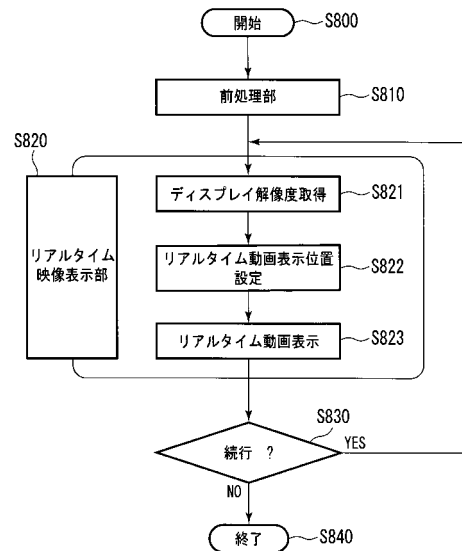 開始
S800
前処理部
S810
S820
リアルタイム
映像表示部
ディスプレイ解像度取得
S821
リアルタイム動画表示位置
設定
S822
リアルタイム動画表示
S823
S830
続行 ?
YES
NO
終了
S840